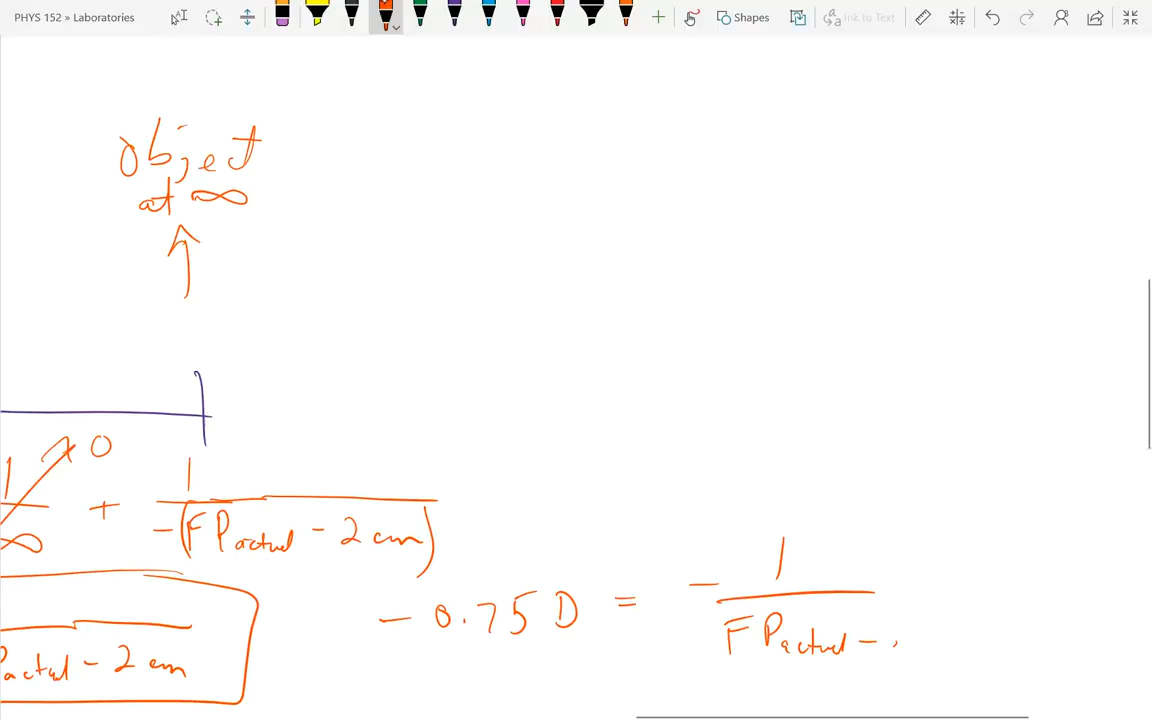 PHYS 152 » Laboratories
Shapes
Ink to Text
object
at ∞
1/∞ → 0 + 1/-(FPactual - 2 cm)
- 0.75 D = - 1/FPactual -
Pactual - 2 cm